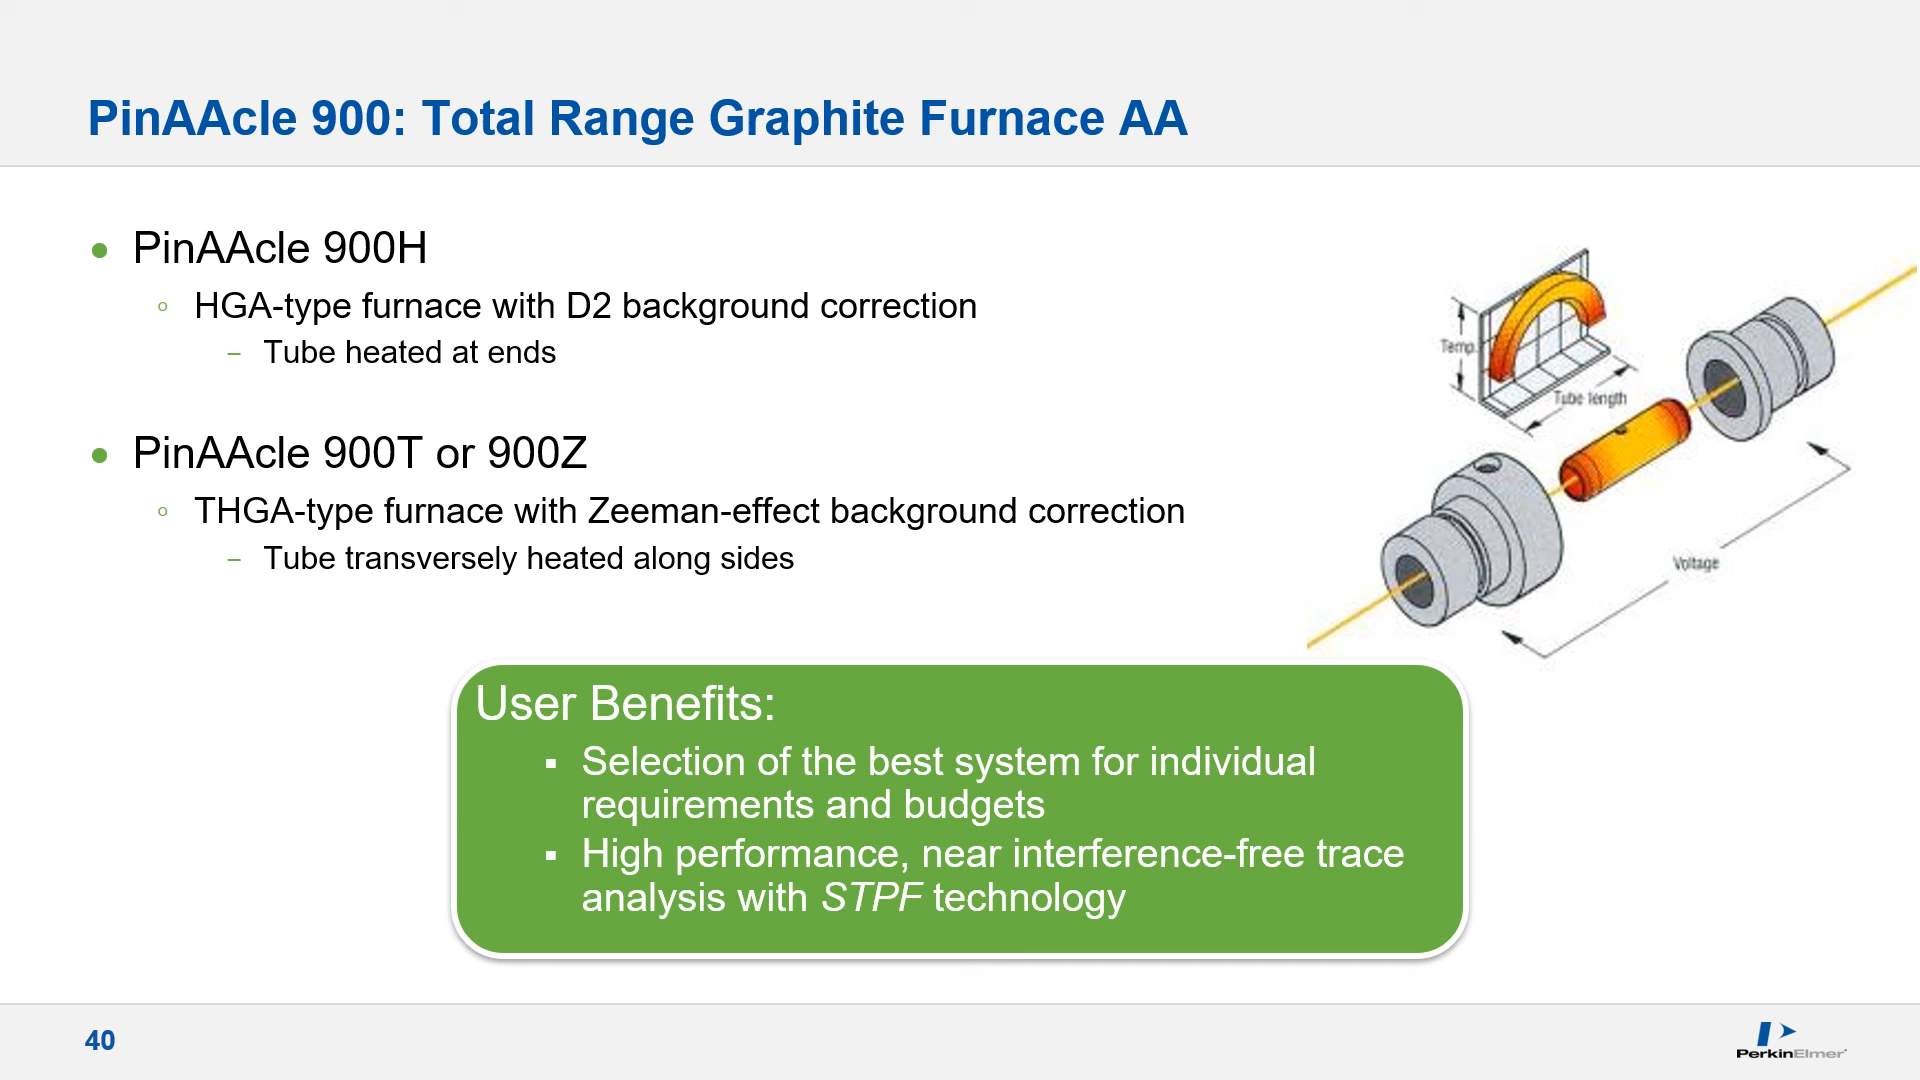 PinAAcle 900: Total Range Graphite Furnace AA
● PinAAcle 900H
○ HGA-type furnace with D2 background correction
– Tube heated at ends
● PinAAcle 900T or 900Z
○ THGA-type furnace with Zeeman-effect background correction
– Tube transversely heated along sides
Temp.
Tube length
Voltage
User Benefits:
▪ Selection of the best system for individual
requirements and budgets
▪ High performance, near interference-free trace
analysis with STPF technology
40
PerkinElmer